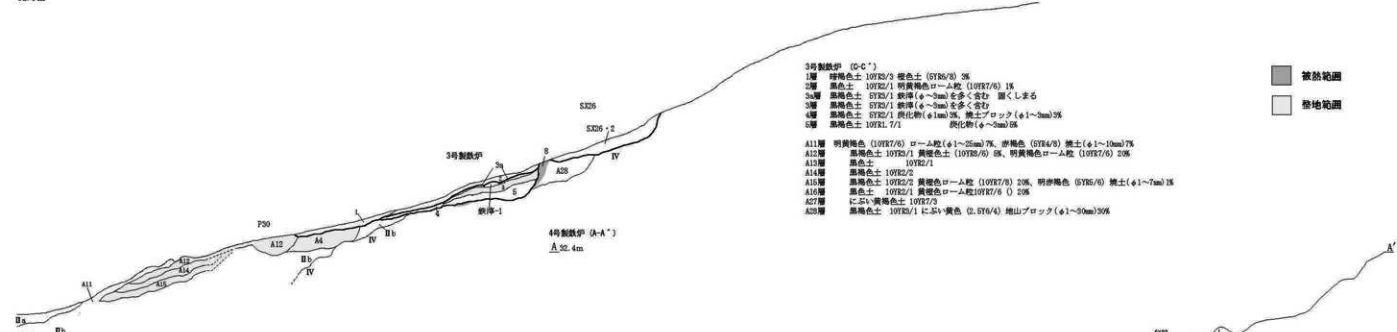 SX26
SX26・2
IV
3号製鉄炉
3a
8
A28
5
4
鉄滓-1
1
P30
A12
A4
IV
IIb
IIb
IV
A12
A14
A15
A11
IIa
IIb
4号製鉄炉 (A-A')
A 32.4m
3号製鉄炉 (C-C')
1層 暗褐色土 10YR3/3 橙色土 (5YR6/8) 3%
2層 黒色土 10YR2/1 明黄褐色ローム粒 (10YR7/6) 1%
3a層 黒褐色土 5YR3/1 鉄滓(φ～3mm)を多く含む 固くしまる
3層 黒褐色土 5YR3/1 鉄滓(φ～3mm)を多く含む
4層 黒褐色土 5YR2/1 炭化物(φ1mm)3%、焼土ブロック(φ1～3mm)3%
5層 黒褐色土 10YR1.7/1 炭化物(φ～3mm)5%
A11層 明黄褐色 (10YR7/6) ローム粒(φ1～25mm)7%、赤褐色 (5YR4/8) 焼土(φ1～10mm)7%
A12層 黒褐色土 10YR3/1 黄橙色土 (10YR8/6) 5%、明黄褐色ローム粒 (10YR7/6) 20%
A13層 黒色土 10YR2/1
A14層 黒褐色土 10YR2/2
A15層 黒褐色土 10YR2/2 黄橙色ローム粒 (10YR7/8) 20%、明赤褐色 (5YR5/6) 焼土(φ1～7mm)1%
A16層 黒色土 10YR2/1 黄橙色ローム粒10YR7/6 () 20%
A27層 にぶい黄褐色土 10YR7/3
A28層 黒褐色土 10YR3/1 にぶい黄色 (2.5Y6/4) 地山ブロック(φ1～30mm)30%
被熱範囲
整地範囲
A'